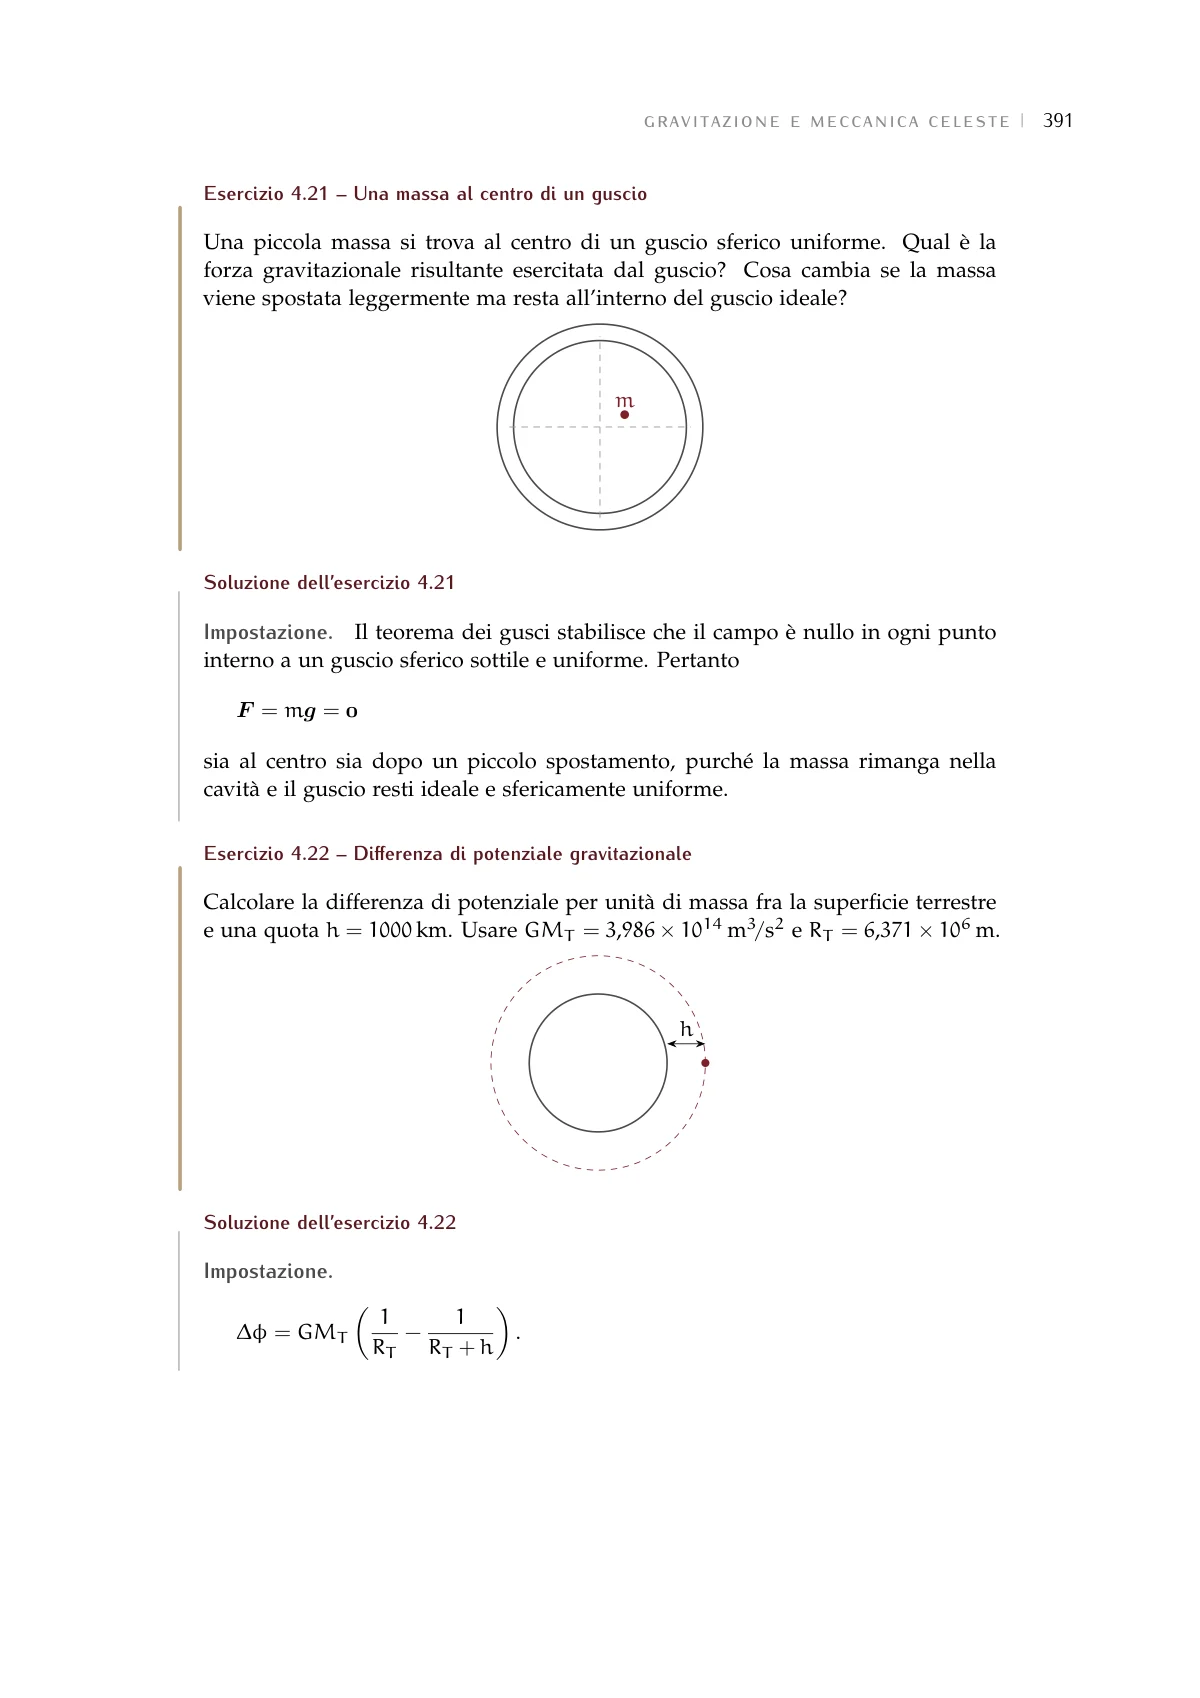 GRAVITAZIONE E MECCANICA CELESTE | 391
Esercizio 4.21 – Una massa al centro di un guscio
Una piccola massa si trova al centro di un guscio sferico uniforme. Qual è la
forza gravitazionale risultante esercitata dal guscio? Cosa cambia se la massa
viene spostata leggermente ma resta all'interno del guscio ideale?
m
Soluzione dell'esercizio 4.21
Impostazione. Il teorema dei gusci stabilisce che il campo è nullo in ogni punto
interno a un guscio sferico sottile e uniforme. Pertanto
F = mg = 0
sia al centro sia dopo un piccolo spostamento, purché la massa rimanga nella
cavità e il guscio resti ideale e sfericamente uniforme.
Esercizio 4.22 – Differenza di potenziale gravitazionale
Calcolare la differenza di potenziale per unità di massa fra la superficie terrestre
e una quota h = 1000 km. Usare GM_T = 3,986 × 10^14 m^3/s^2 e R_T = 6,371 × 10^6 m.
h
Soluzione dell'esercizio 4.22
Impostazione.
Δϕ = GM_T (1/R_T − 1/(R_T + h)).